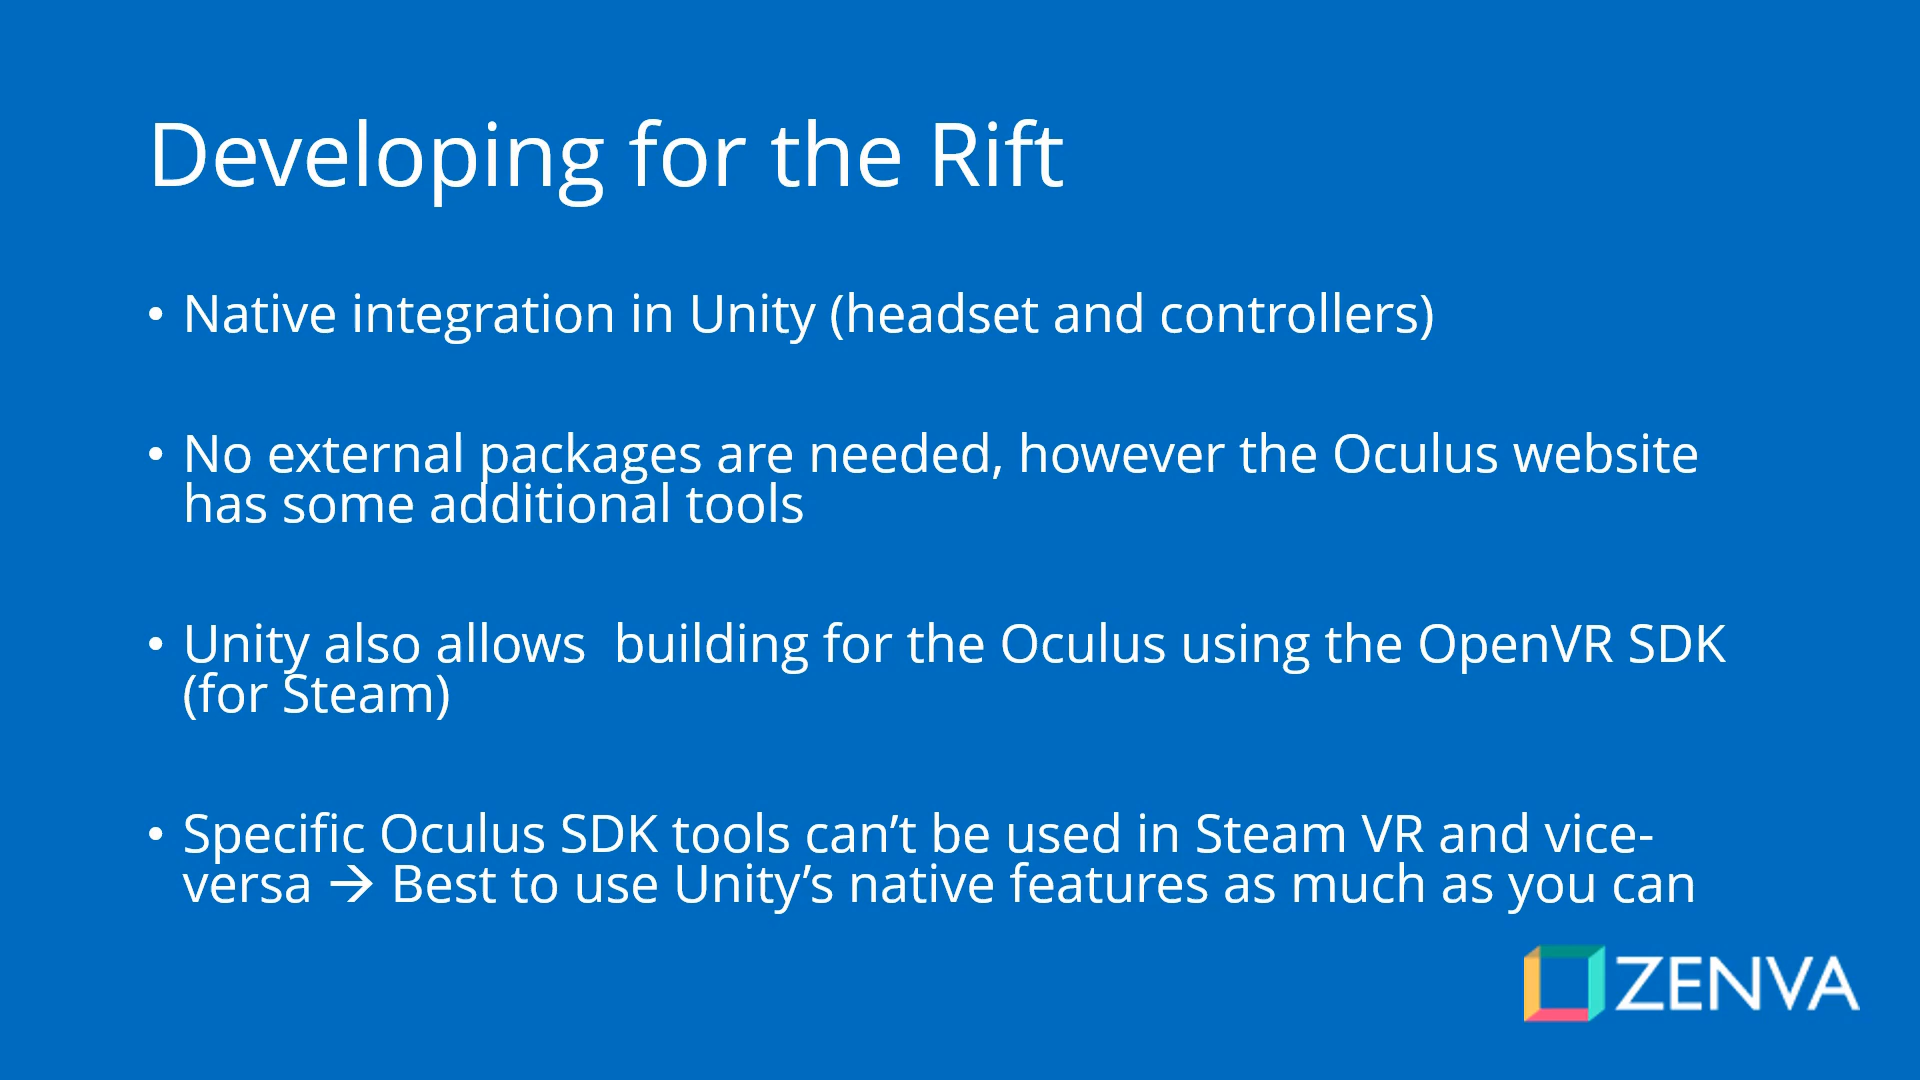 Developing for the Rift
• Native integration in Unity (headset and controllers)
• No external packages are needed, however the Oculus website
has some additional tools
• Unity also allows  building for the Oculus using the OpenVR SDK
(for Steam)
• Specific Oculus SDK tools can’t be used in Steam VR and vice-
versa → Best to use Unity’s native features as much as you can
ZENVA